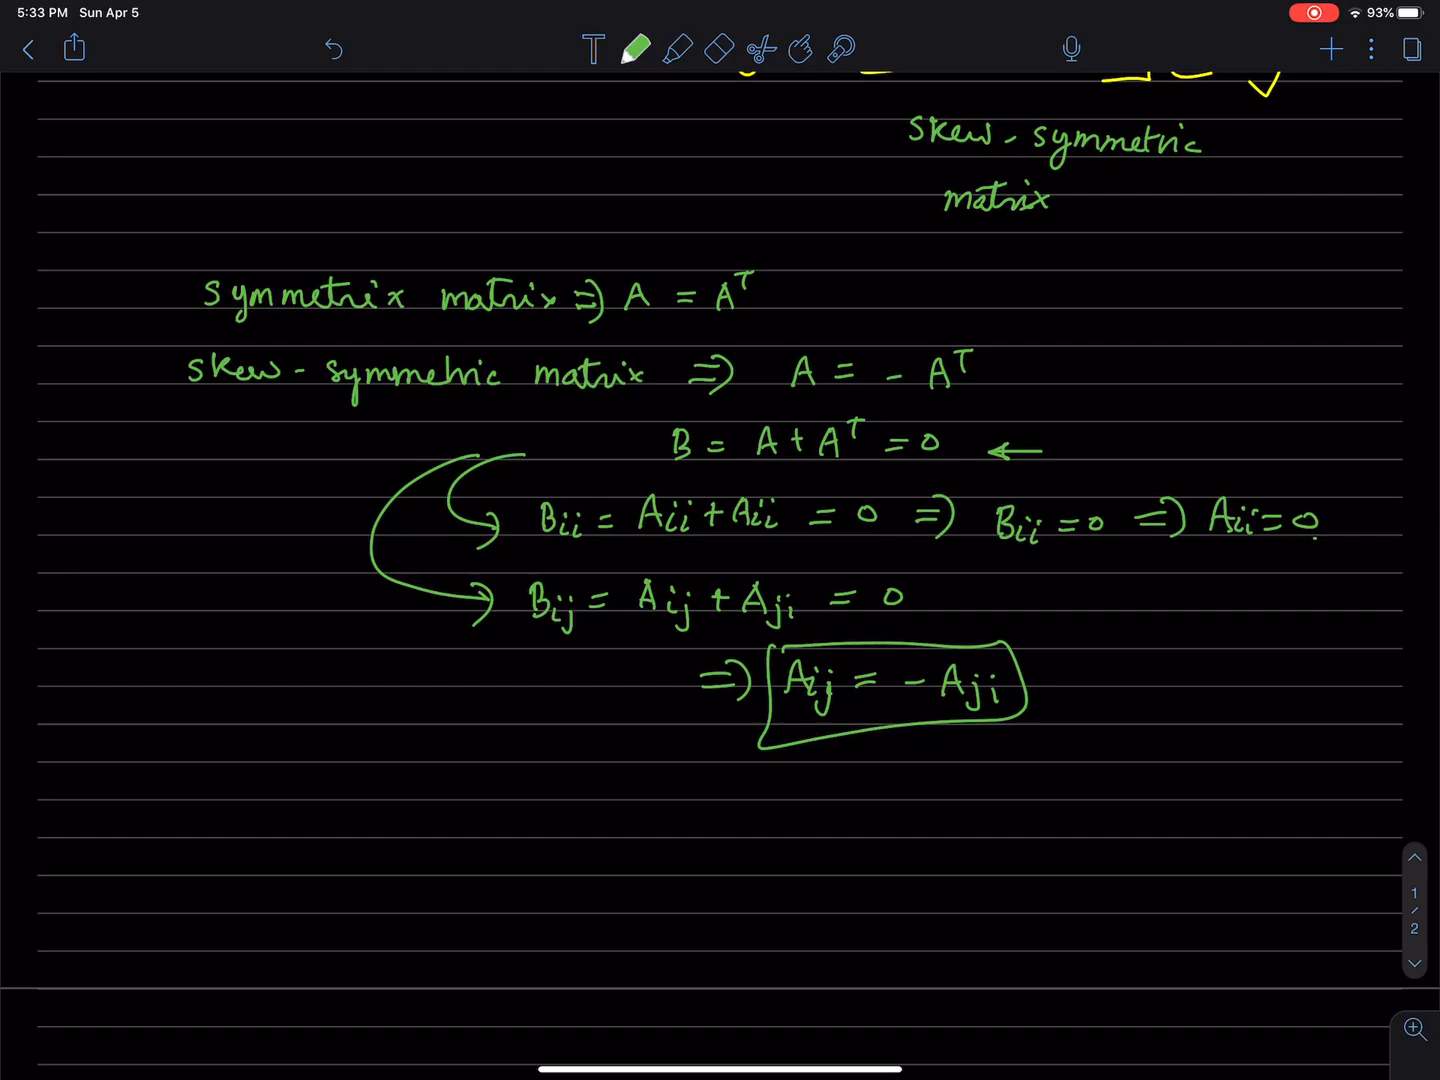 5:33 PM Sun Apr 5
93%
T
skew - symmetric
matrix
symmetrix matrix ⇒ A = Aᵀ
skew - symmetric matrix ⇒ A = - Aᵀ
B = A + Aᵀ = 0 ←
Bii = Aii + Aii = 0 ⇒ Bii = 0 ⇒ Aii = 0.
Bij = Aij + Aji = 0
⇒ Aij = - Aji
1
/
2